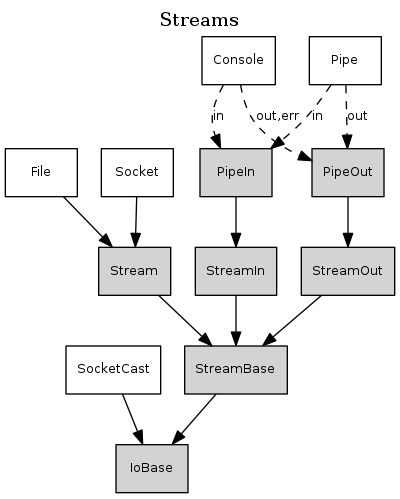 Streams
Console
Pipe
in
out,err
in
out
File
Socket
PipeIn
PipeOut
Stream
StreamIn
StreamOut
SocketCast
StreamBase
IoBase